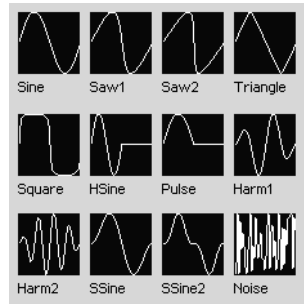 Sine Saw1 Saw2 Triangle
Square HSine Pulse Harm1
Harm2 SSine SSine2 Noise